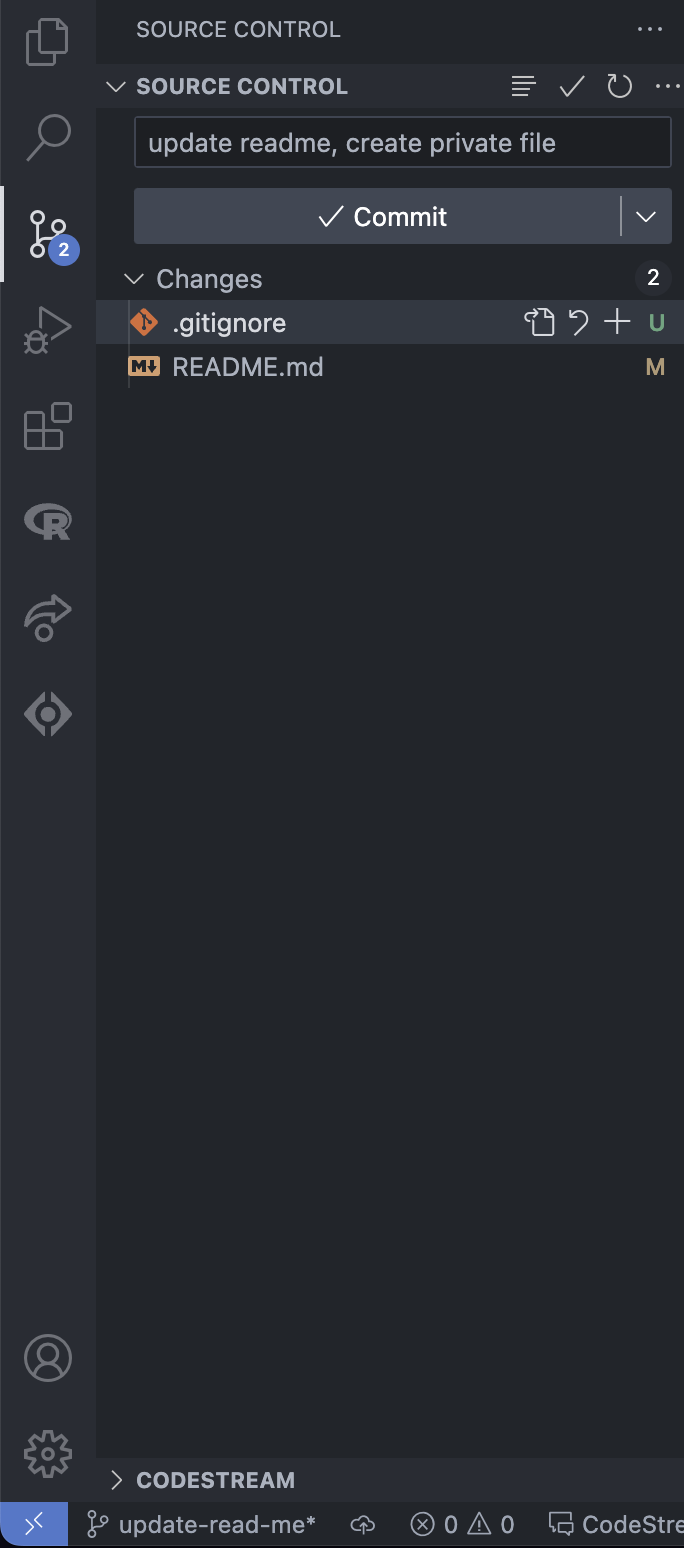 SOURCE CONTROL
SOURCE CONTROL
update readme, create private file
Commit
Changes 2
.gitignore U
README.md M
2
R
CODESTREAM
update-read-me* 0 0 CodeStre